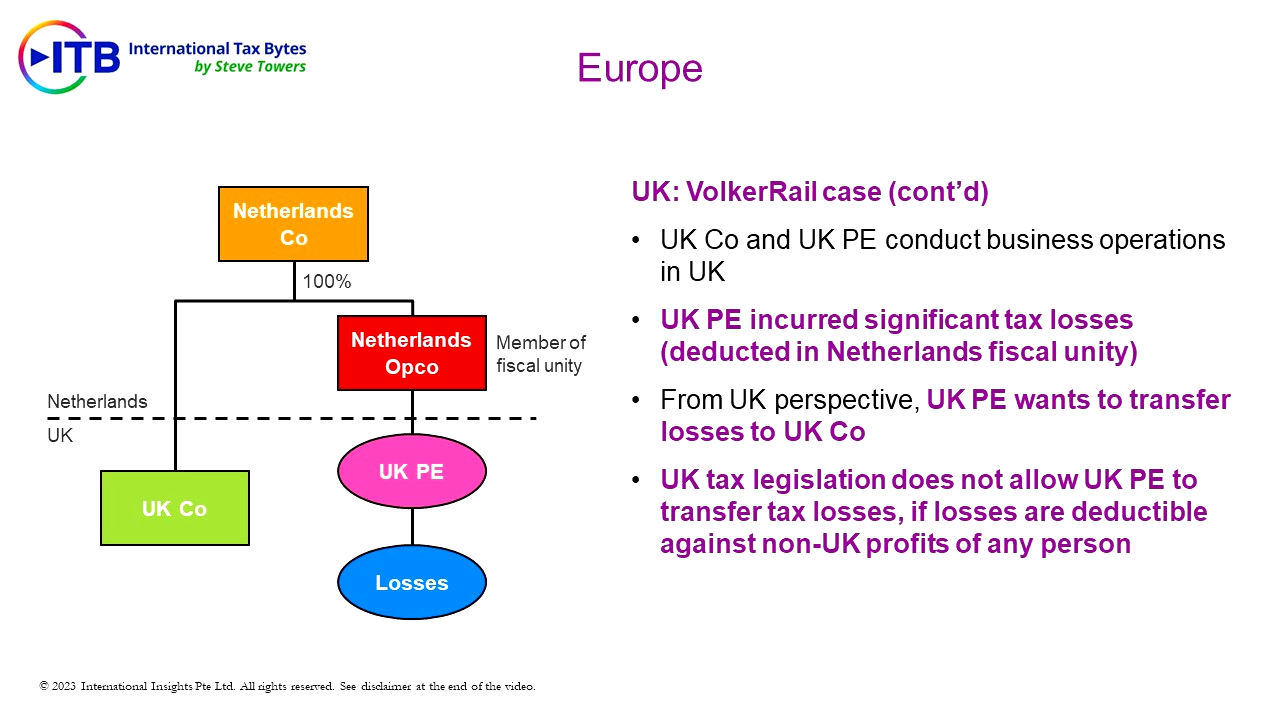 ITB International Tax Bytes
by Steve Towers
Europe
Netherlands
Co
100%
Netherlands
Opco
Member of
fiscal unity
Netherlands
UK
UK PE
UK Co
Losses
UK: VolkerRail case (cont’d)
• UK Co and UK PE conduct business operations
in UK
• UK PE incurred significant tax losses
(deducted in Netherlands fiscal unity)
• From UK perspective, UK PE wants to transfer
losses to UK Co
• UK tax legislation does not allow UK PE to
transfer tax losses, if losses are deductible
against non-UK profits of any person
© 2023 International Insights Pte Ltd. All rights reserved. See disclaimer at the end of the video.